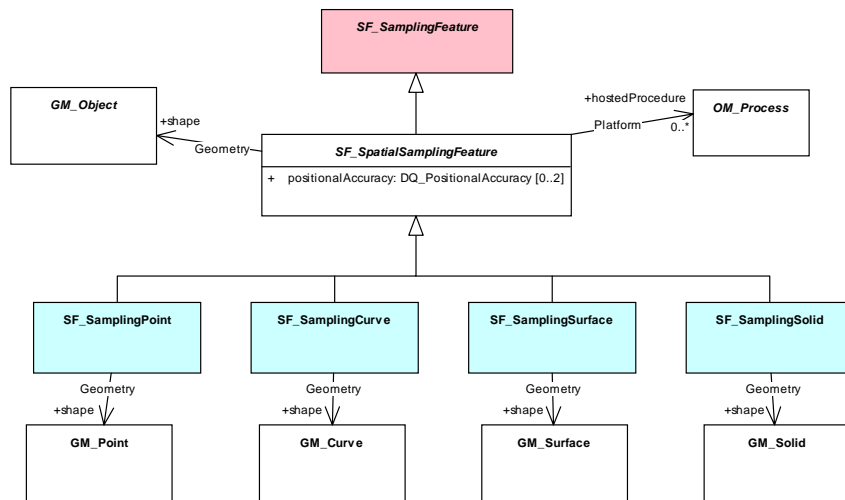 SF_SamplingFeature
GM_Object
+shape
Geometry
+hostedProcedure
Platform
0..*
OM_Process
SF_SpatialSamplingFeature
+ positionalAccuracy: DQ_PositionalAccuracy [0..2]
SF_SamplingPoint
SF_SamplingCurve
SF_SamplingSurface
SF_SamplingSolid
Geometry
Geometry
Geometry
Geometry
+shape
+shape
+shape
+shape
GM_Point
GM_Curve
GM_Surface
GM_Solid